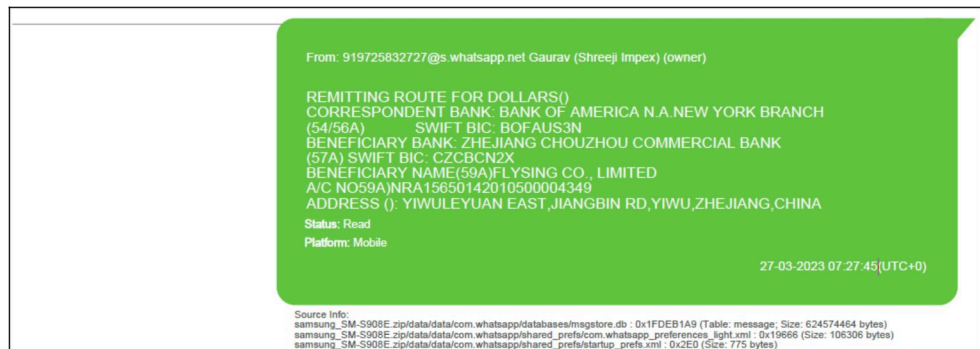 From: 919725832727@s.whatsapp.net Gaurav (Shreeji Impex) (owner)
REMITTING ROUTE FOR DOLLARS()
CORRESPONDENT BANK: BANK OF AMERICA N.A.NEW YORK BRANCH
(54/56A) SWIFT BIC: BOFAUS3N
BENEFICIARY BANK: ZHEJIANG CHOUZHOU COMMERCIAL BANK
(57A) SWIFT BIC: CZCBCN2X
BENEFICIARY NAME(59A)FLYSING CO., LIMITED
A/C NO59A)NRA15650142010500004349
ADDRESS (): YIWULEYUAN EAST,JIANGBIN RD,YIWU,ZHEJIANG,CHINA
Status: Read
Platform: Mobile
27-03-2023 07:27:45(UTC+0)
Source Info:
samsung_SM-S908E.zip/data/data/com.whatsapp/databases/msgstore.db : 0x1FDEB1A9 (Table: message; Size: 624574464 bytes)
samsung_SM-S908E.zip/data/data/com.whatsapp/shared_prefs/com.whatsapp_preferences_light.xml : 0x19666 (Size: 106306 bytes)
samsung_SM-S908E.zip/data/data/com.whatsapp/shared_prefs/startup_prefs.xml : 0x2E0 (Size: 775 bytes)